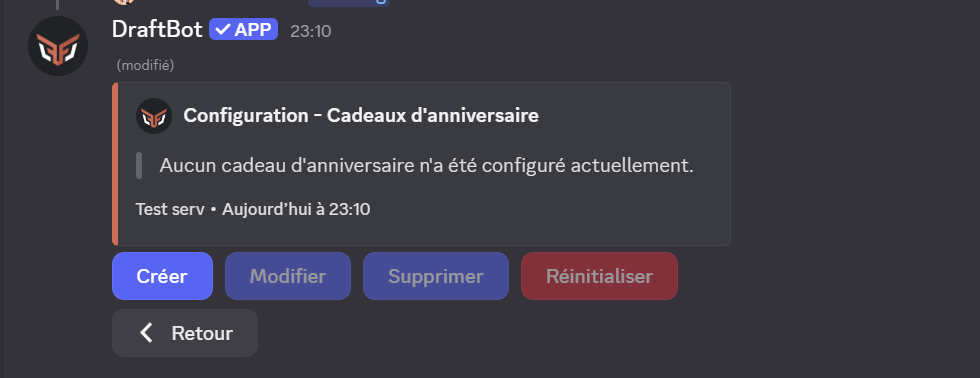 DraftBot APP 23:10
(modifié)
Configuration - Cadeaux d'anniversaire
Aucun cadeau d'anniversaire n'a été configuré actuellement.
Test serv • Aujourd’hui à 23:10
Créer Modifier Supprimer Réinitialiser
Retour